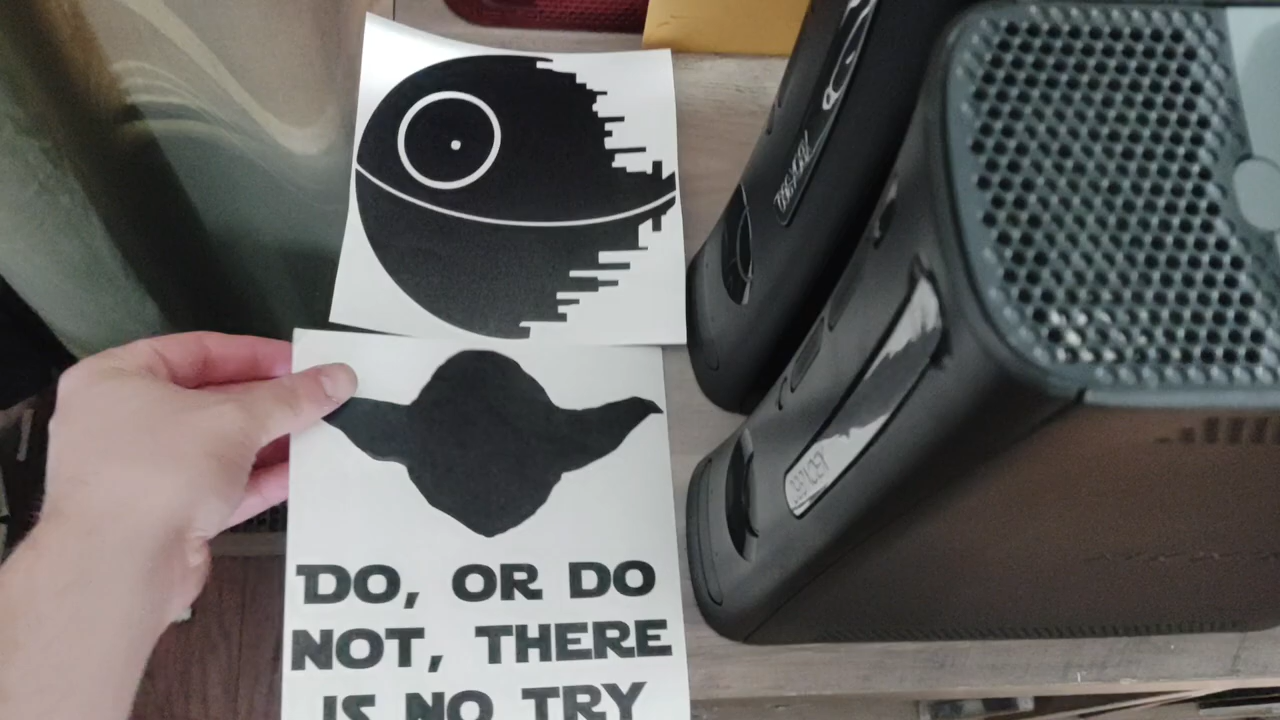 DO, OR DO
NOT, THERE
IS NO TRY